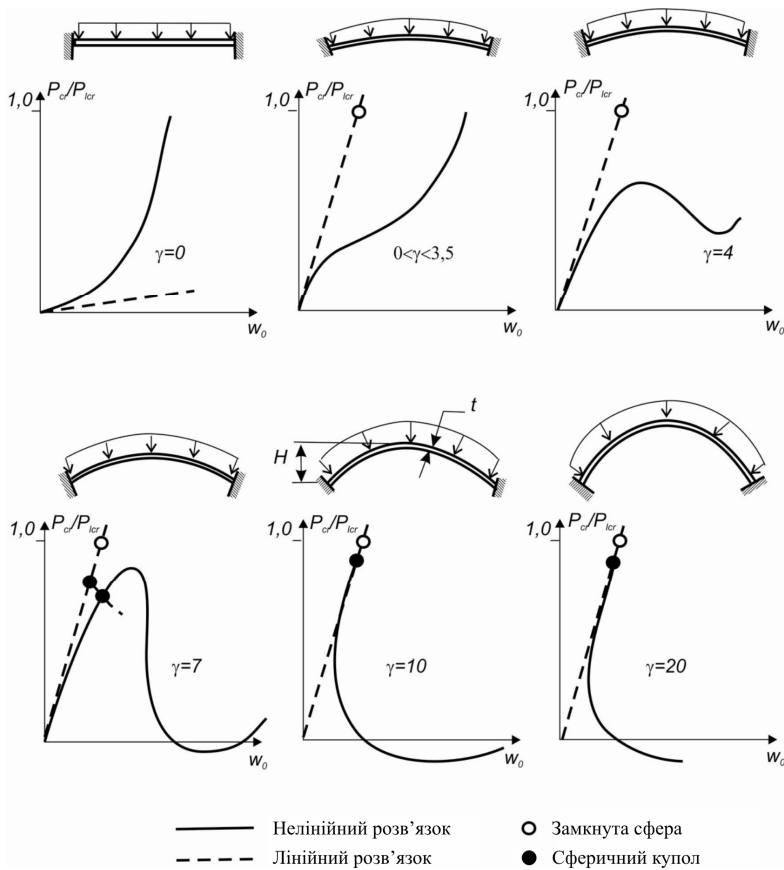 P_cr/P_lcr
1,0
γ=0
w_0
P_cr/P_lcr
1,0
0<γ<3,5
w_0
P_cr/P_lcr
1,0
γ=4
w_0
H
t
P_cr/P_lcr
1,0
γ=7
w_0
P_cr/P_lcr
1,0
γ=10
w_0
P_cr/P_lcr
1,0
γ=20
w_0
Нелінійний розв’язок
Замкнута сфера
Лінійний розв’язок
Сферичний купол